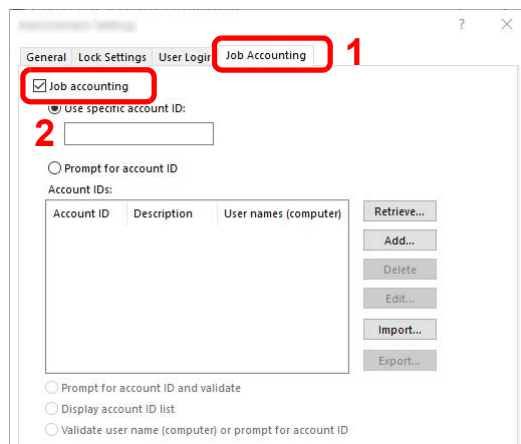 ?
General Lock Settings User Login Job Accounting 1
Job accounting
Use specific account ID:
2
Prompt for account ID
Account IDs:
Account ID Description User names (computer) Retrieve...
Add...
Delete
Edit...
Import...
Export...
Prompt for account ID and validate
Display account ID list
Validate user name (computer) or prompt for account ID